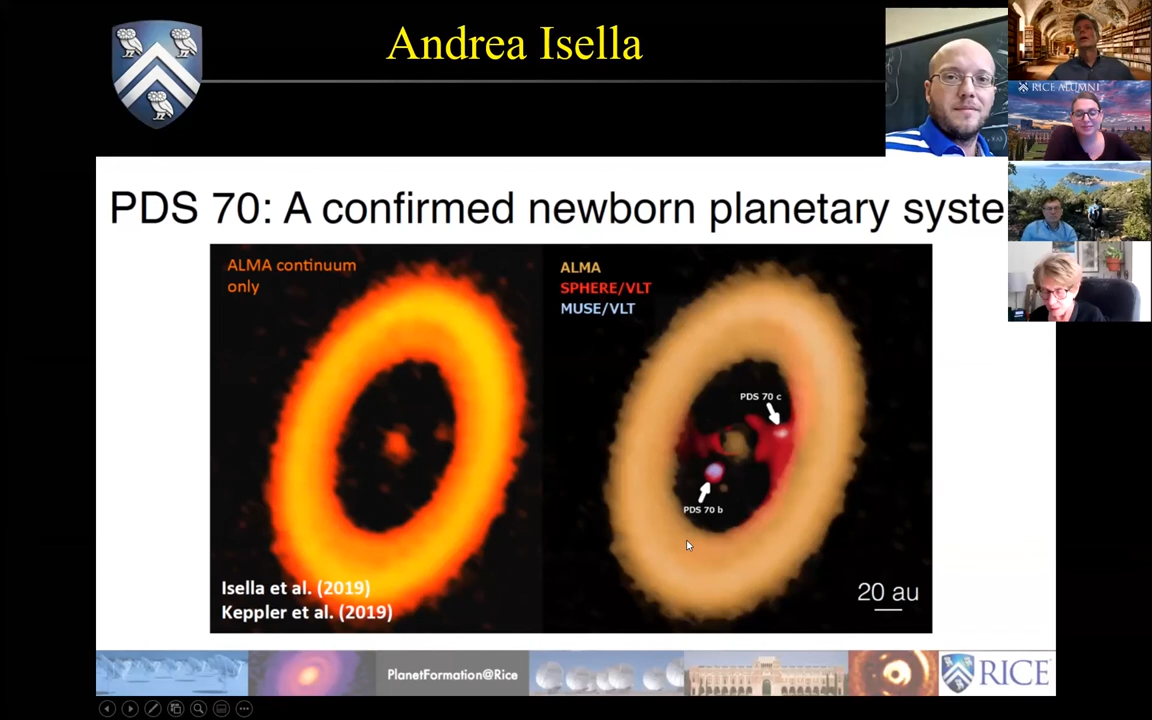 Andrea Isella
RICE ALUMNI
PDS 70: A confirmed newborn planetary syste
ALMA continuum
only
ALMA
SPHERE/VLT
MUSE/VLT
PDS 70 c
PDS 70 b
Isella et al. (2019)
Keppler et al. (2019)
20 au
PlanetFormation@Rice
RICE